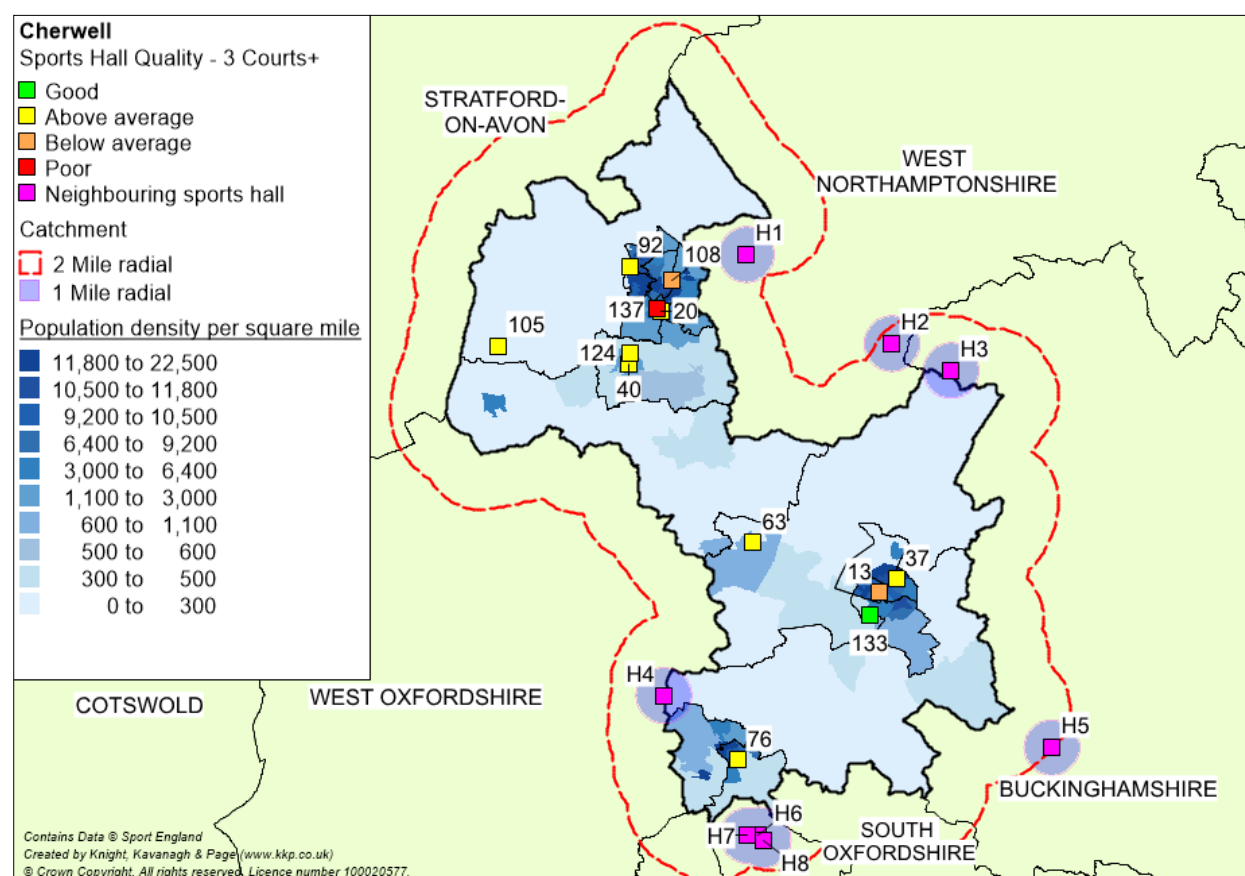 Cherwell
Sports Hall Quality - 3 Courts+
Good
Above average
Below average
Poor
Neighbouring sports hall
Catchment
2 Mile radial
1 Mile radial
Population density per square mile
11,800 to 22,500
10,500 to 11,800
9,200 to 10,500
6,400 to 9,200
3,000 to 6,400
1,100 to 3,000
600 to 1,100
500 to 600
300 to 500
0 to 300
STRATFORD-
ON-AVON
WEST
NORTHAMPTONSHIRE
92
108
H1
137
20
105
124
40
H2
H3
63
13
37
133
H4
COTSWOLD
WEST OXFORDSHIRE
76
H5
BUCKINGHAMSHIRE
H6
H7
H8
SOUTH
OXFORDSHIRE
Contains Data © Sport England
Created by Knight, Kavanagh & Page (www.kkp.co.uk)
© Crown Copyright. All rights reserved. Licence number 100020577.